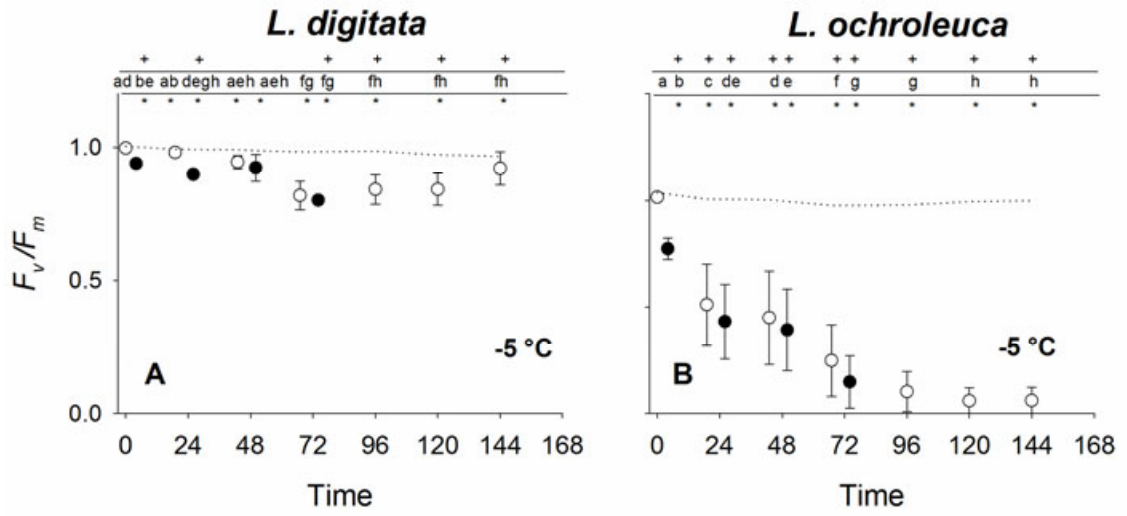 L. digitata
+ + + + + +
ad be ab degh aeh aeh fg fg fh fh fh
* * * * * * * * * *
1.0
0.5
0.0
Fv/Fm
A
-5 °C
0 24 48 72 96 120 144 168
Time
L. ochroleuca
+ + + + + + + + + +
a b c de d e f g g h h
* * * * * * * * * *
B
-5 °C
0 24 48 72 96 120 144 168
Time